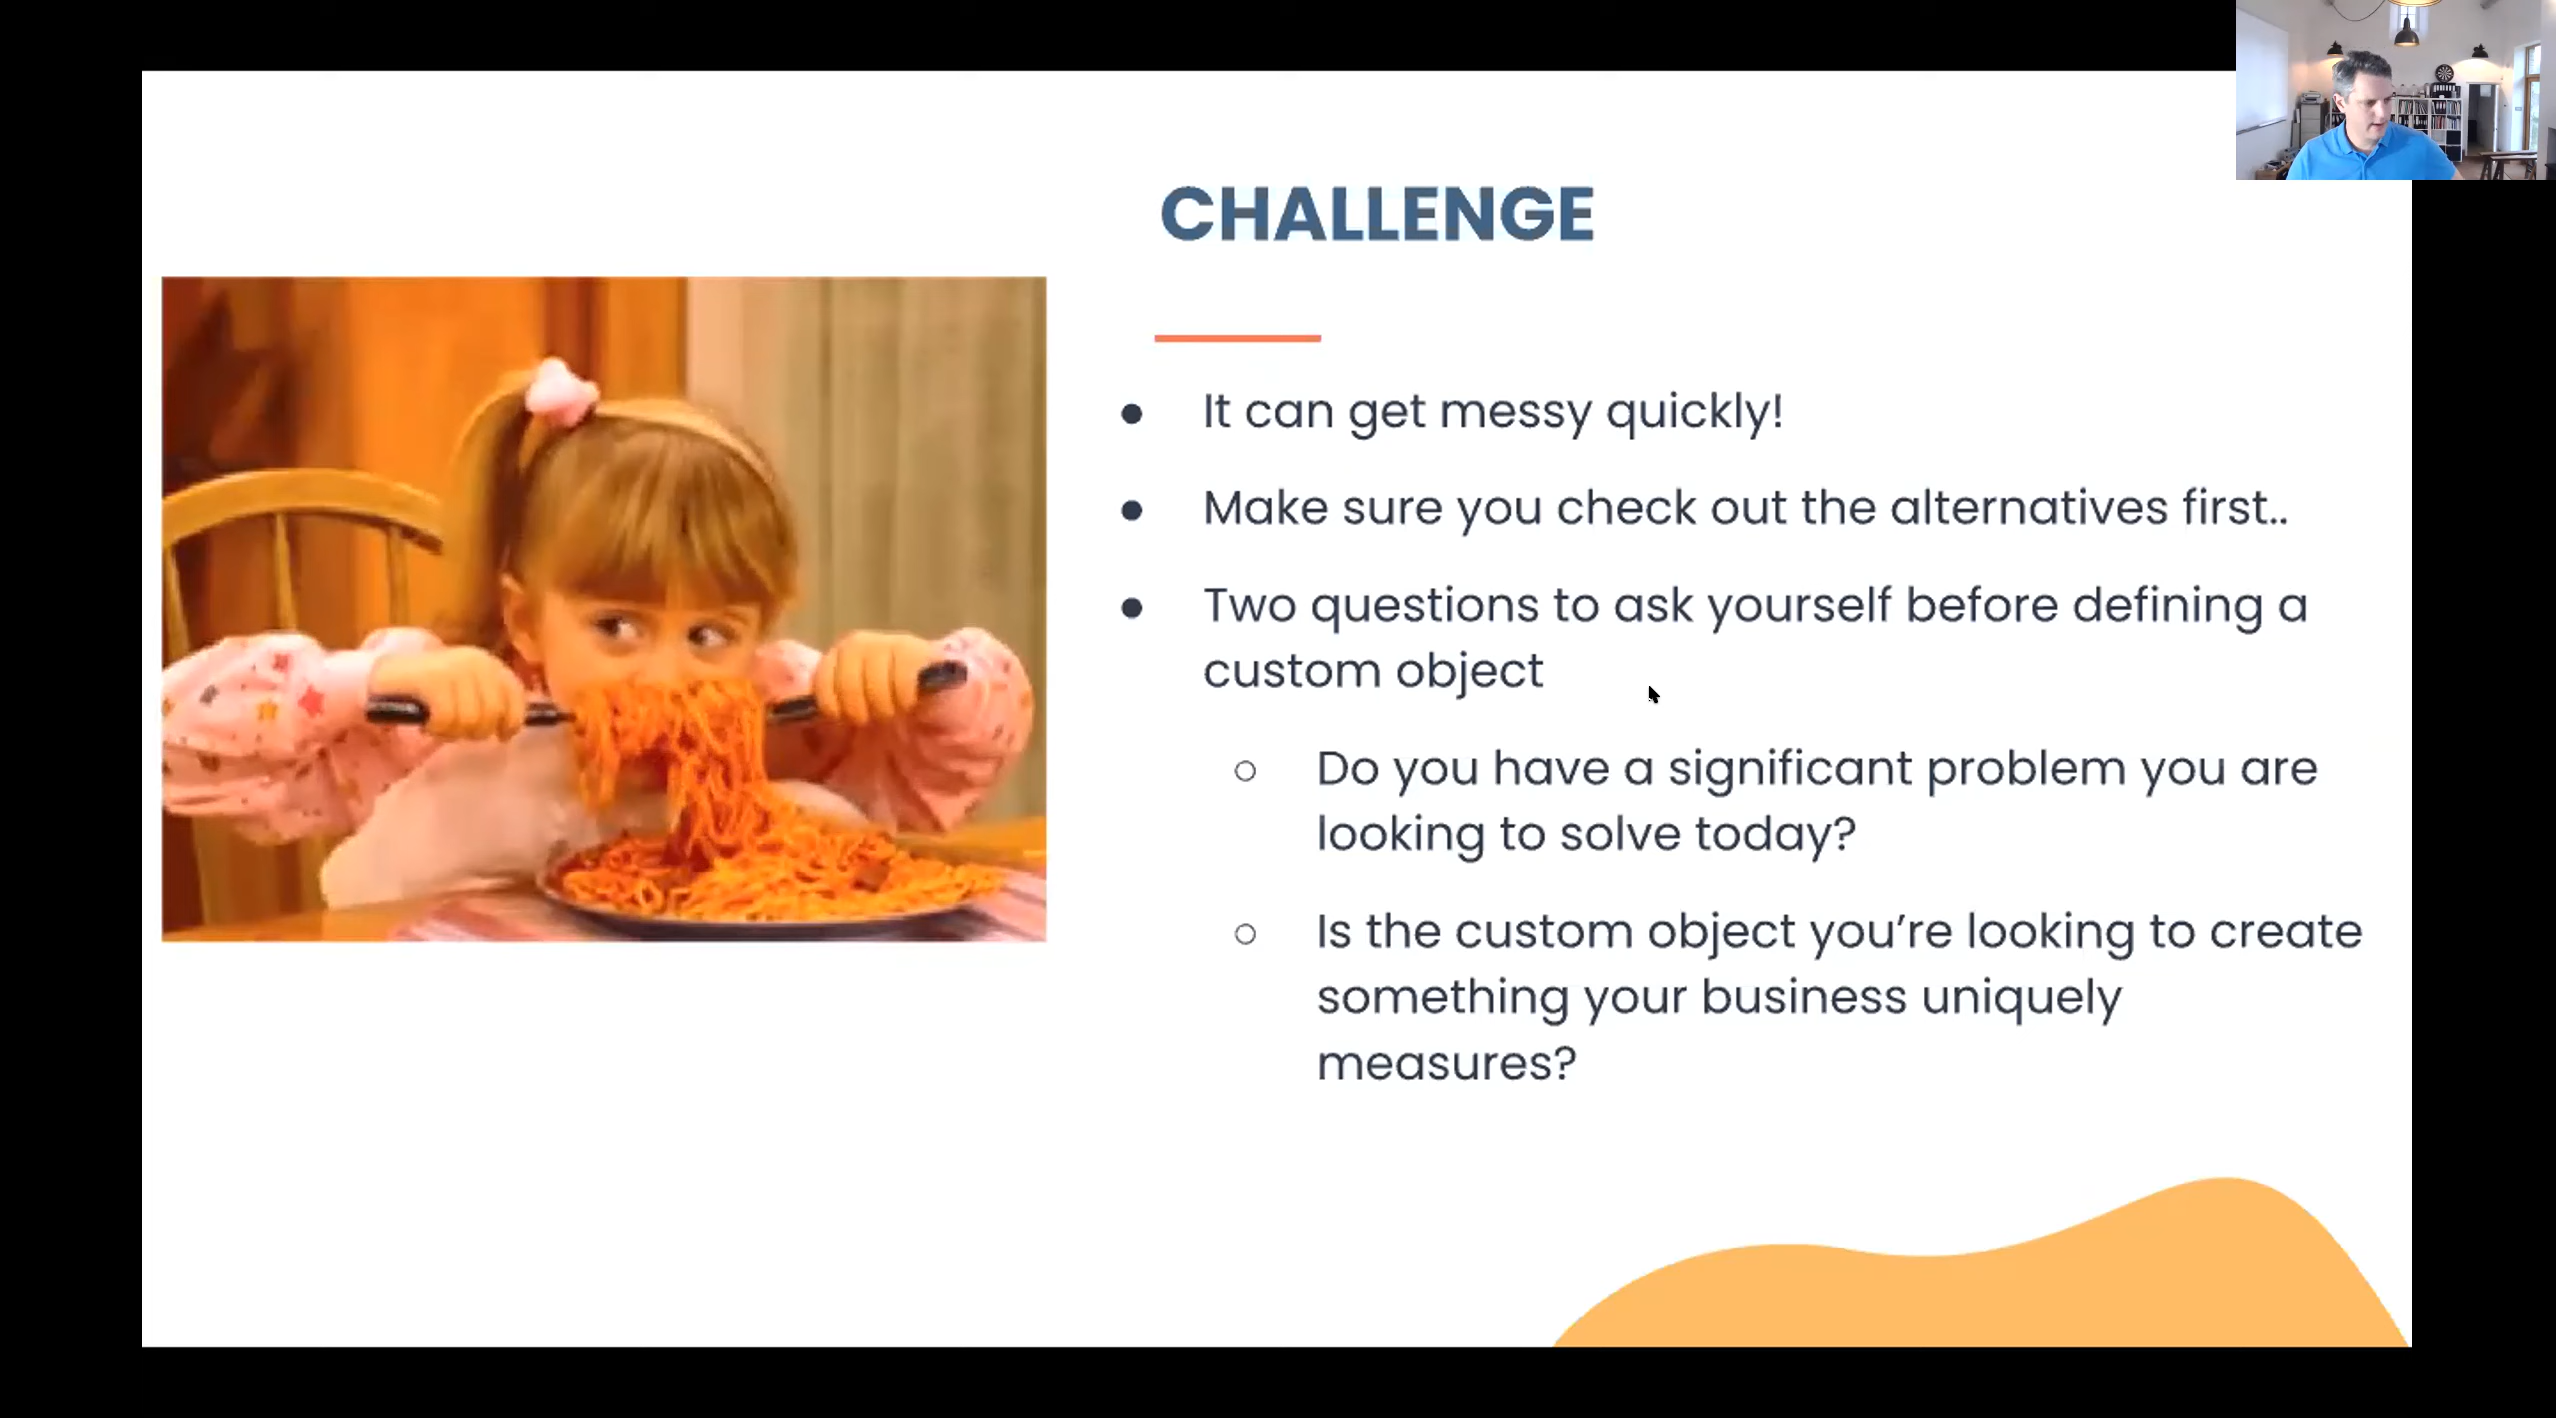 CHALLENGE
● It can get messy quickly!
● Make sure you check out the alternatives first..
● Two questions to ask yourself before defining a
custom object
○ Do you have a significant problem you are
looking to solve today?
○ Is the custom object you’re looking to create
something your business uniquely
measures?